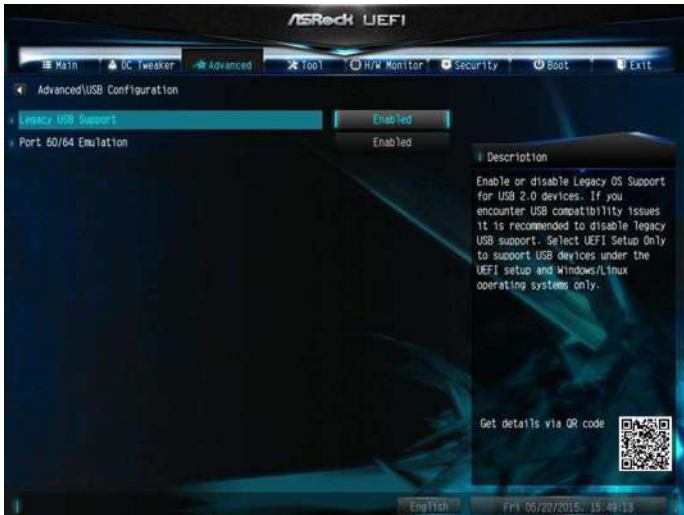 ASRock UEFI
Main OC Tweaker Advanced Tool H/W Monitor Security Boot Exit
Advanced\USB Configuration
Legacy USB Support Enabled
Port 60/64 Emulation Enabled
Description
Enable or disable Legacy OS Support
for USB 2.0 devices. If you
encounter USB compatibility issues
it is recommended to disable legacy
USB support. Select UEFI Setup Only
to support USB devices under the
UEFI setup and Windows/Linux
operating systems only.
Get details via QR code
English Fri 05/22/2015. 15:49:13